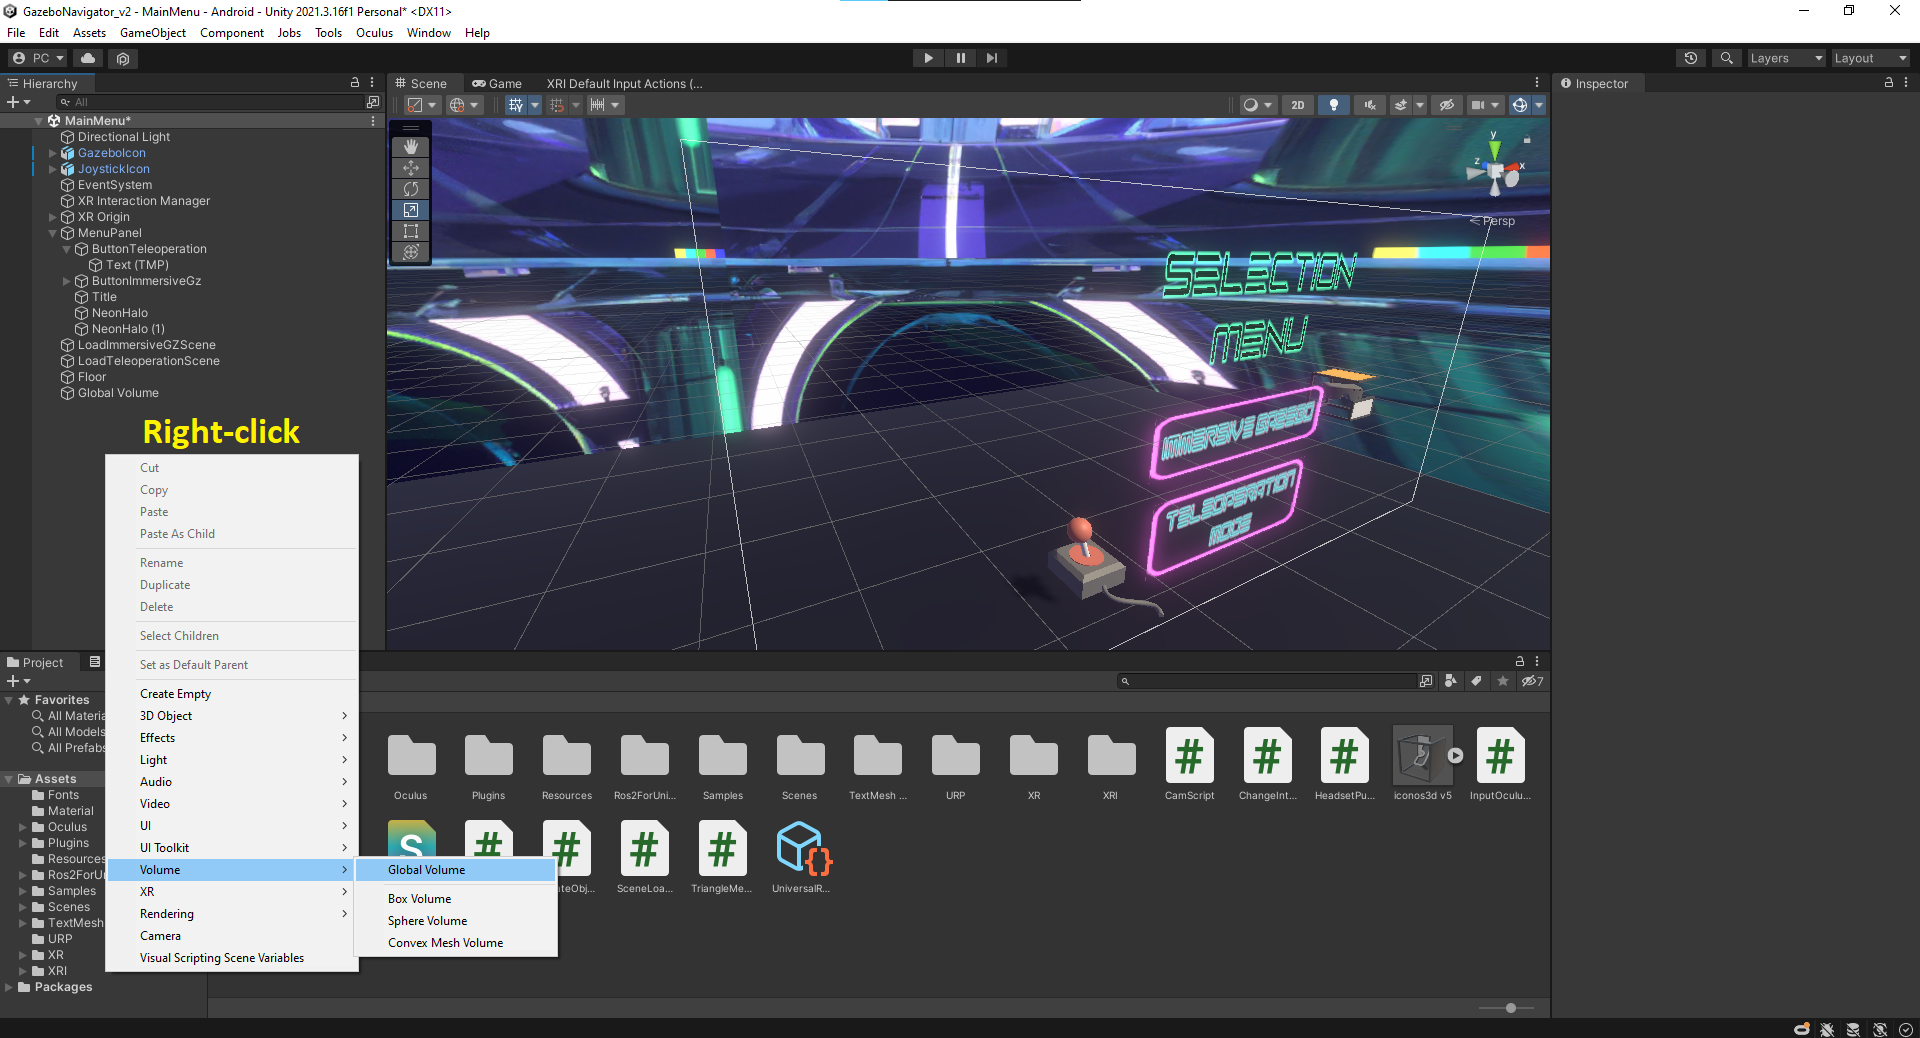 GazeboNavigator_v2 - MainMenu - Android - Unity 2021.3.16f1 Personal* <DX11>
File Edit Assets GameObject Component Jobs Tools Oculus Window Help
PC Layers Layout
Hierarchy Scene Game XRI Default Input Actions (... Inspector
All 2D
MainMenu*
Directional Light
GazeboIcon
JoystickIcon
EventSystem
XR Interaction Manager
XR Origin
MenuPanel
ButtonTeleoperation
Text (TMP)
ButtonImmersiveGz
Title
NeonHalo
NeonHalo (1)
LoadImmersiveGZScene
LoadTeleoperationScene
Floor
Global Volume
y
z x
Persp
SELECTION
MENU
IMMERSIVE GAZEBO
TELEOPERATION
MODE
Right-click
Cut
Copy
Paste
Paste As Child
Rename
Duplicate
Delete
Select Children
Set as Default Parent
Create Empty
3D Object
Effects
Light
Audio
Video
UI
UI Toolkit
Volume
XR
Rendering
Camera
Visual Scripting Scene Variables
Global Volume
Box Volume
Sphere Volume
Convex Mesh Volume
Project
7
Favorites
All Materia
All Models
All Prefabs
Assets
Fonts
Material
Oculus
Plugins
Resources
Ros2ForU
Samples
Scenes
TextMesh
URP
XR
XRI
Packages
Oculus Plugins Resources Ros2ForUni... Samples Scenes TextMesh ... URP XR XRI CamScript ChangeInt... HeadsetPu... iconos3d v5 InputOculu...
ateObj... SceneLoa... TriangleMe... UniversalR...